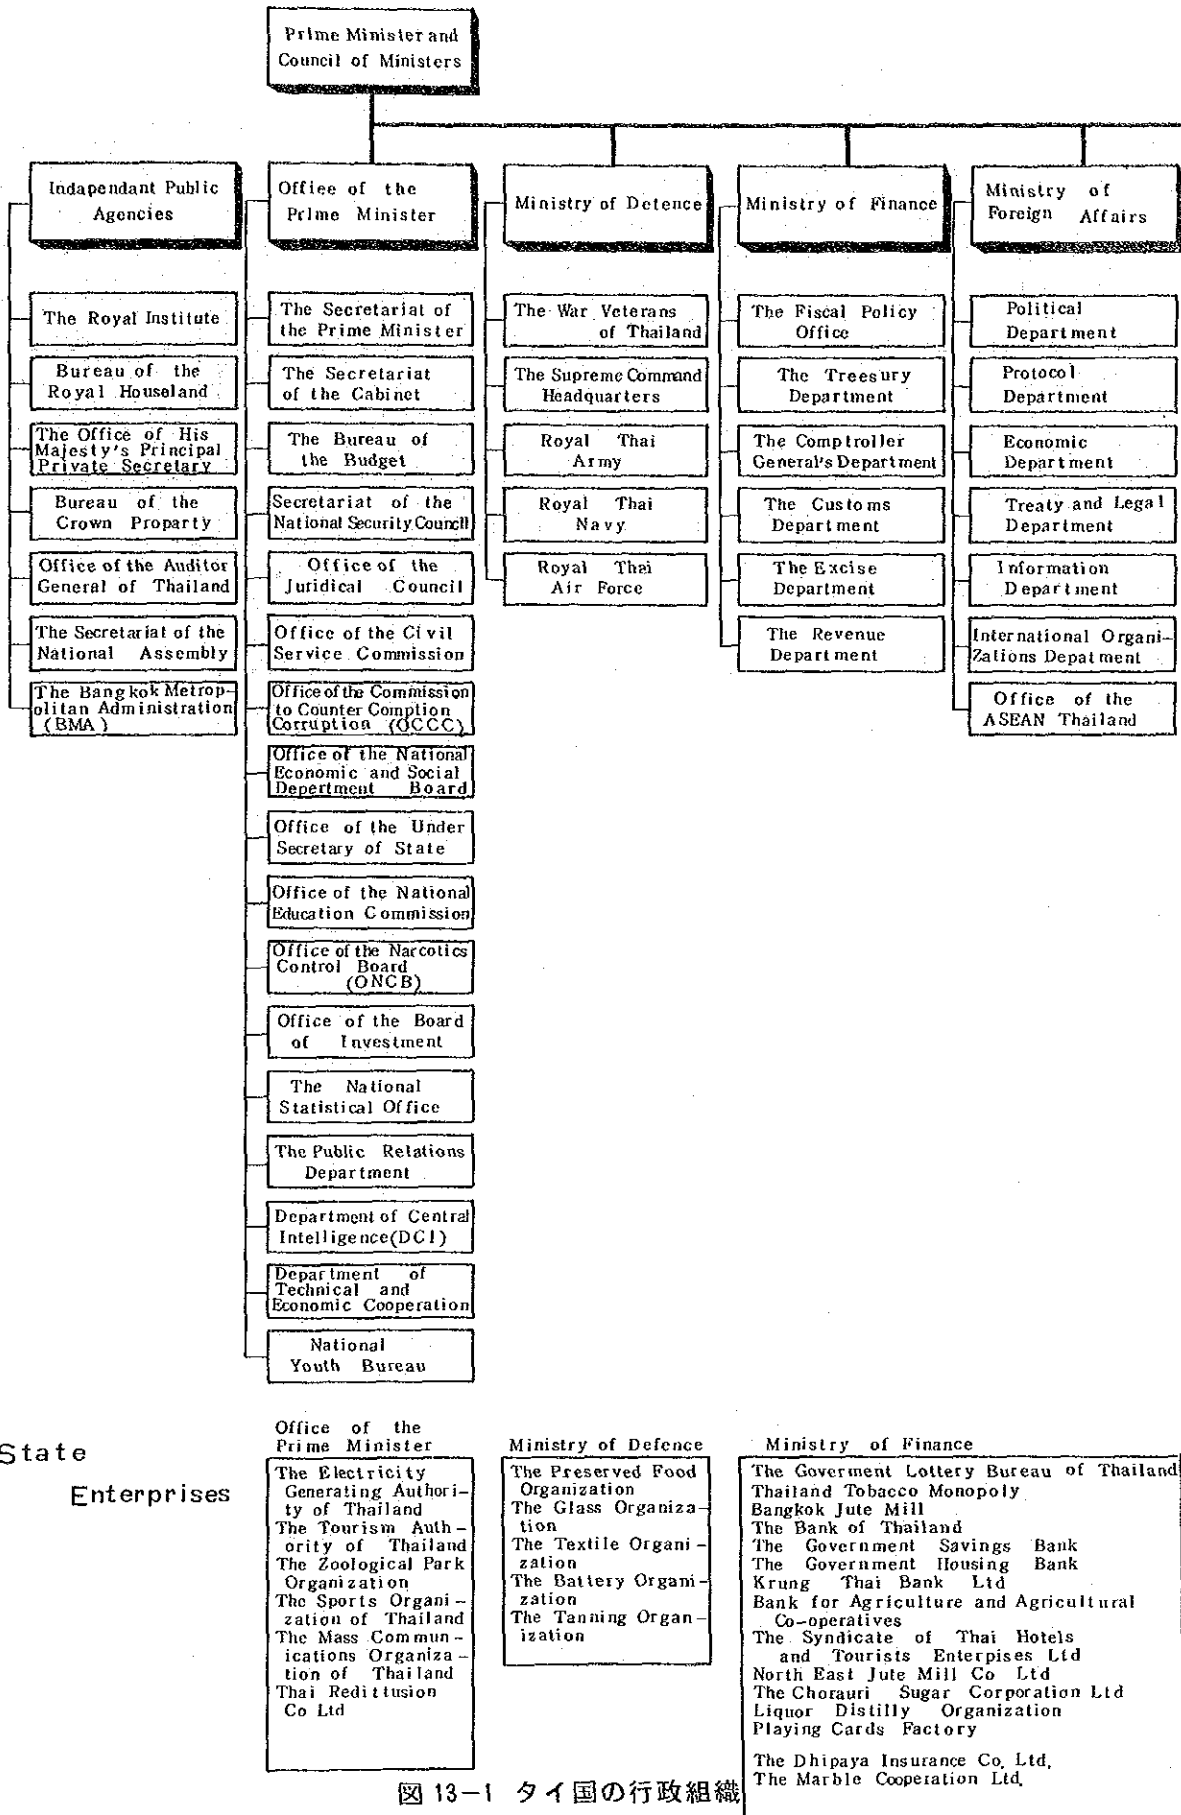 Prime Minister and
Council of Ministers
Indapendant Public
Agencies
The Royal Institute
Bureau of the
Royal Houseland
The Office of His
Majesty's Principal
Private Secretary
Bureau of the
Crown Property
Office of the Auditor
General of Thailand
The Secretariat of the
National Assembly
The Bangkok Metrop-
olitan Administration
(BMA)
Offiee of the
Prime Minister
The Secretariat of
the Prime Minister
The Secretariat
of the Cabinet
The Bureau of
the Budget
Secretariat of the
National Security Council
Office of the
Juridical Council
Office of the Civil
Service Commission
Office of the Commission
to Counter Comption
Corruption (OCCC)
Office of the National
Economic and Social
Depertment Board
Office of the Under
Secretary of State
Office of the National
Education Commission
Office of the Narcotics
Control Board
(ONCB)
Office of the Board
of Investment
The National
Statistical Office
The Public Relations
Department
Department of Central
Intelligence(DCI)
Department of
Technical and
Economic Cooperation
National
Youth Bureau
Ministry of Detence
The War Veterans
of Thailand
The Supreme Command
Headquarters
Royal Thai
Army
Royal Thai
Navy
Royal Thai
Air Force
Ministry of Finance
The Fiscal Policy
Office
The Treesury
Department
The Comptroller
General's Department
The Customs
Department
The Excise
Department
The Revenue
Department
Ministry of
Foreign Affairs
Political
Department
Protocol
Department
Economic
Department
Treaty and Legal
Department
Information
Department
International Organi-
Zations Depatment
Office of the
ASEAN Thailand
State
Enterprises
Office of the
Prime Minister
The Electricity
Generating Authori-
ty of Thailand
The Tourism Auth-
ority of Thailand
The Zoological Park
Organization
The Sports Organi-
zation of Thailand
The Mass Commun-
ications Organiza-
tion of Thailand
Thai Redittusion
Co Ltd
Ministry of Defence
The Preserved Food
Organization
The Glass Organiza-
tion
The Textile Organi-
zation
The Battery Organi-
zation
The Tanning Organ-
ization
Ministry of Finance
The Goverment Lottery Bureau of Thailand
Thailand Tobacco Monopoly
Bangkok Jute Mill
The Bank of Thailand
The Government Savings Bank
The Government Housing Bank
Krung Thai Bank Ltd
Bank for Agriculture and Agricultural
Co-operatives
The Syndicate of Thai Hotels
and Tourists Enterpises Ltd
North East Jute Mill Co Ltd
The Chorauri Sugar Corporation Ltd
Liquor Distilly Organization
Playing Cards Factory
The Dhipaya Insurance Co. Ltd.
The Marble Cooperation Ltd.
図 13-1 タイ国の行政組織